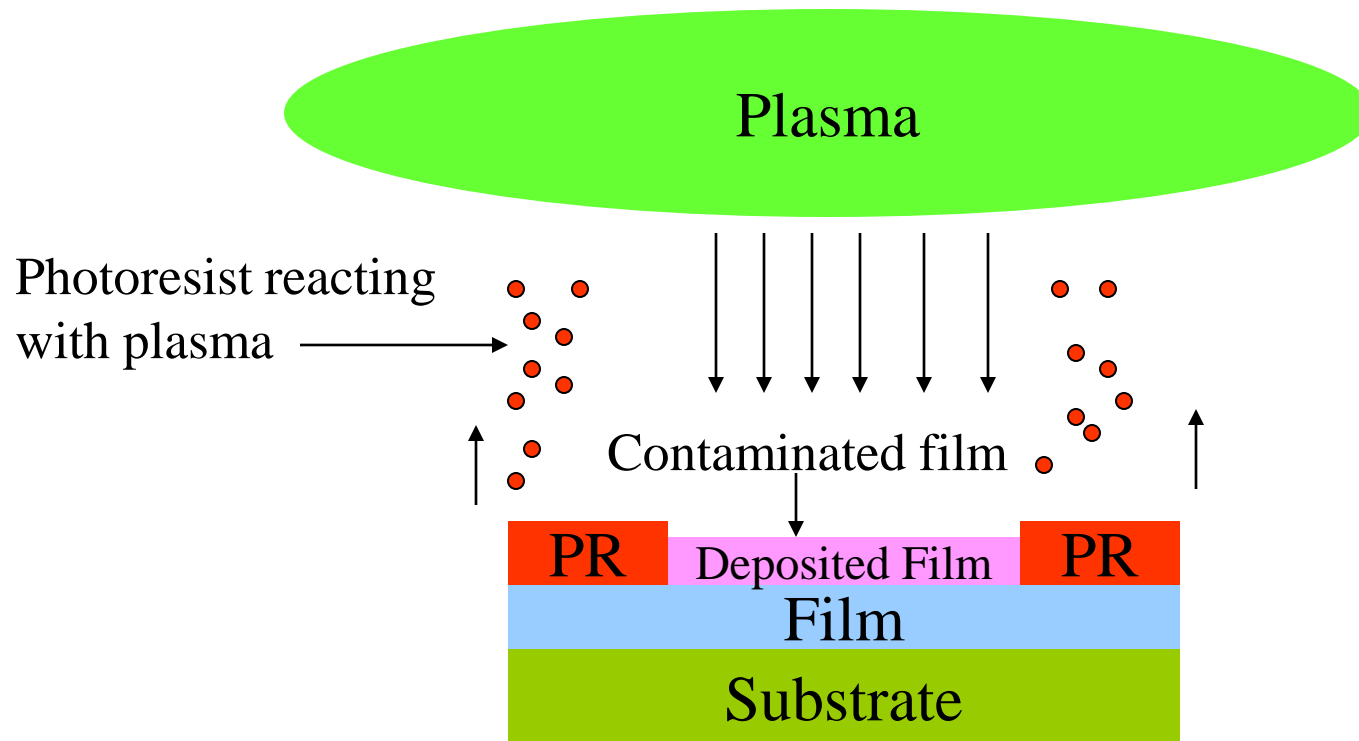 Plasma
Photoresist reacting
with plasma
Contaminated film
PR
Deposited Film
PR
Film
Substrate